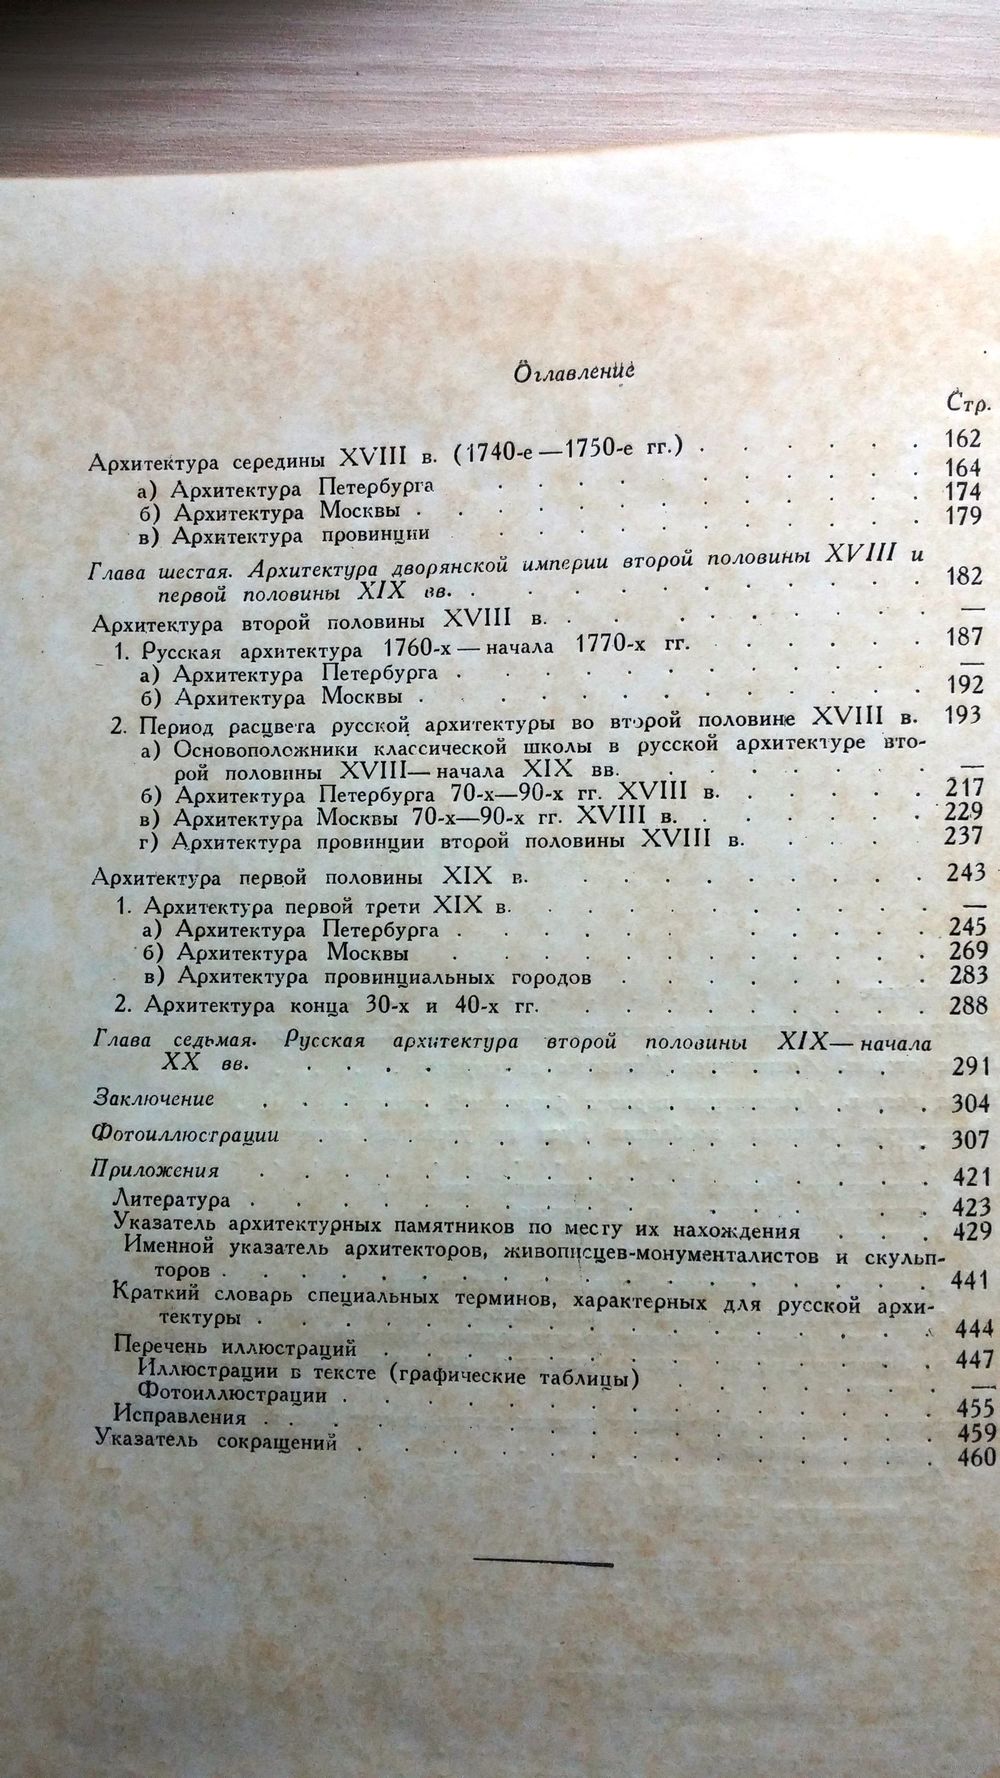 Оглавление
Стр.
Архитектура середины XVIII в. (1740-е—1750-е гг.) . . . . . . 162
а) Архитектура Петербурга . . . . . . . . . . . 164
б) Архитектура Москвы . . . . . . . . . . . . . 174
в) Архитектура провинции . . . . . . . . . . . 179
Глава шестая. Архитектура дворянской империи второй половины XVIII и
первой половины XIX вв. . . . . . . . . . . . 182
Архитектура второй половины XVIII в. . . . . . . . . . . —
1. Русская архитектура 1760-х — начала 1770-х гг. . . . . . . 187
а) Архитектура Петербурга . . . . . . . . . . . . —
б) Архитектура Москвы . . . . . . . . . . . . . 192
2. Период расцвета русской архитектуры во второй половине XVIII в. 193
а) Основоположники классической школы в русской архитектуре вто-
рой половины XVIII— начала XIX вв. . . . . . . . . —
б) Архитектура Петербурга 70-х—90-х гг. XVIII в. . . . . . 217
в) Архитектура Москвы 70-х—90-х гг. XVIII в. . . . . . . 229
г) Архитектура провинции второй половины XVIII в. . . . . 237
Архитектура первой половины XIX в. . . . . . . . . . . 243
1. Архитектура первой трети XIX в. . . . . . . . . . . —
а) Архитектура Петербурга . . . . . . . . . . . . 245
б) Архитектура Москвы . . . . . . . . . . . . 269
в) Архитектура провинциальных городов . . . . . . . . 283
2. Архитектура конца 30-х и 40-х гг. . . . . . . . . . . 288
Глава седьмая. Русская архитектура второй половины XIX— начала
XX вв. . . . . . . . . . . . . . . . . 291
Заключение . . . . . . . . . . . . . . . . . 304
Фотоиллюстрации . . . . . . . . . . . . . . . 307
Приложения . . . . . . . . . . . . . . . . . 421
Литература . . . . . . . . . . . . . . . . . 423
Указатель архитектурных памятников по месту их нахождения . . . 429
Именной указатель архитекторов, живописцев-монументалистов и скульп-
торов . . . . . . . . . . . . . . . . . . 441
Краткий словарь специальных терминов, характерных для русской архи-
тектуры . . . . . . . . . . . . . . . . . 444
Перечень иллюстраций . . . . . . . . . . . . . . 447
Иллюстрации в тексте (графические таблицы) . . . . . . . —
Фотоиллюстрации . . . . . . . . . . . . . . . 455
Исправления . . . . . . . . . . . . . . . . . 459
Указатель сокращений . . . . . . . . . . . . . . 460